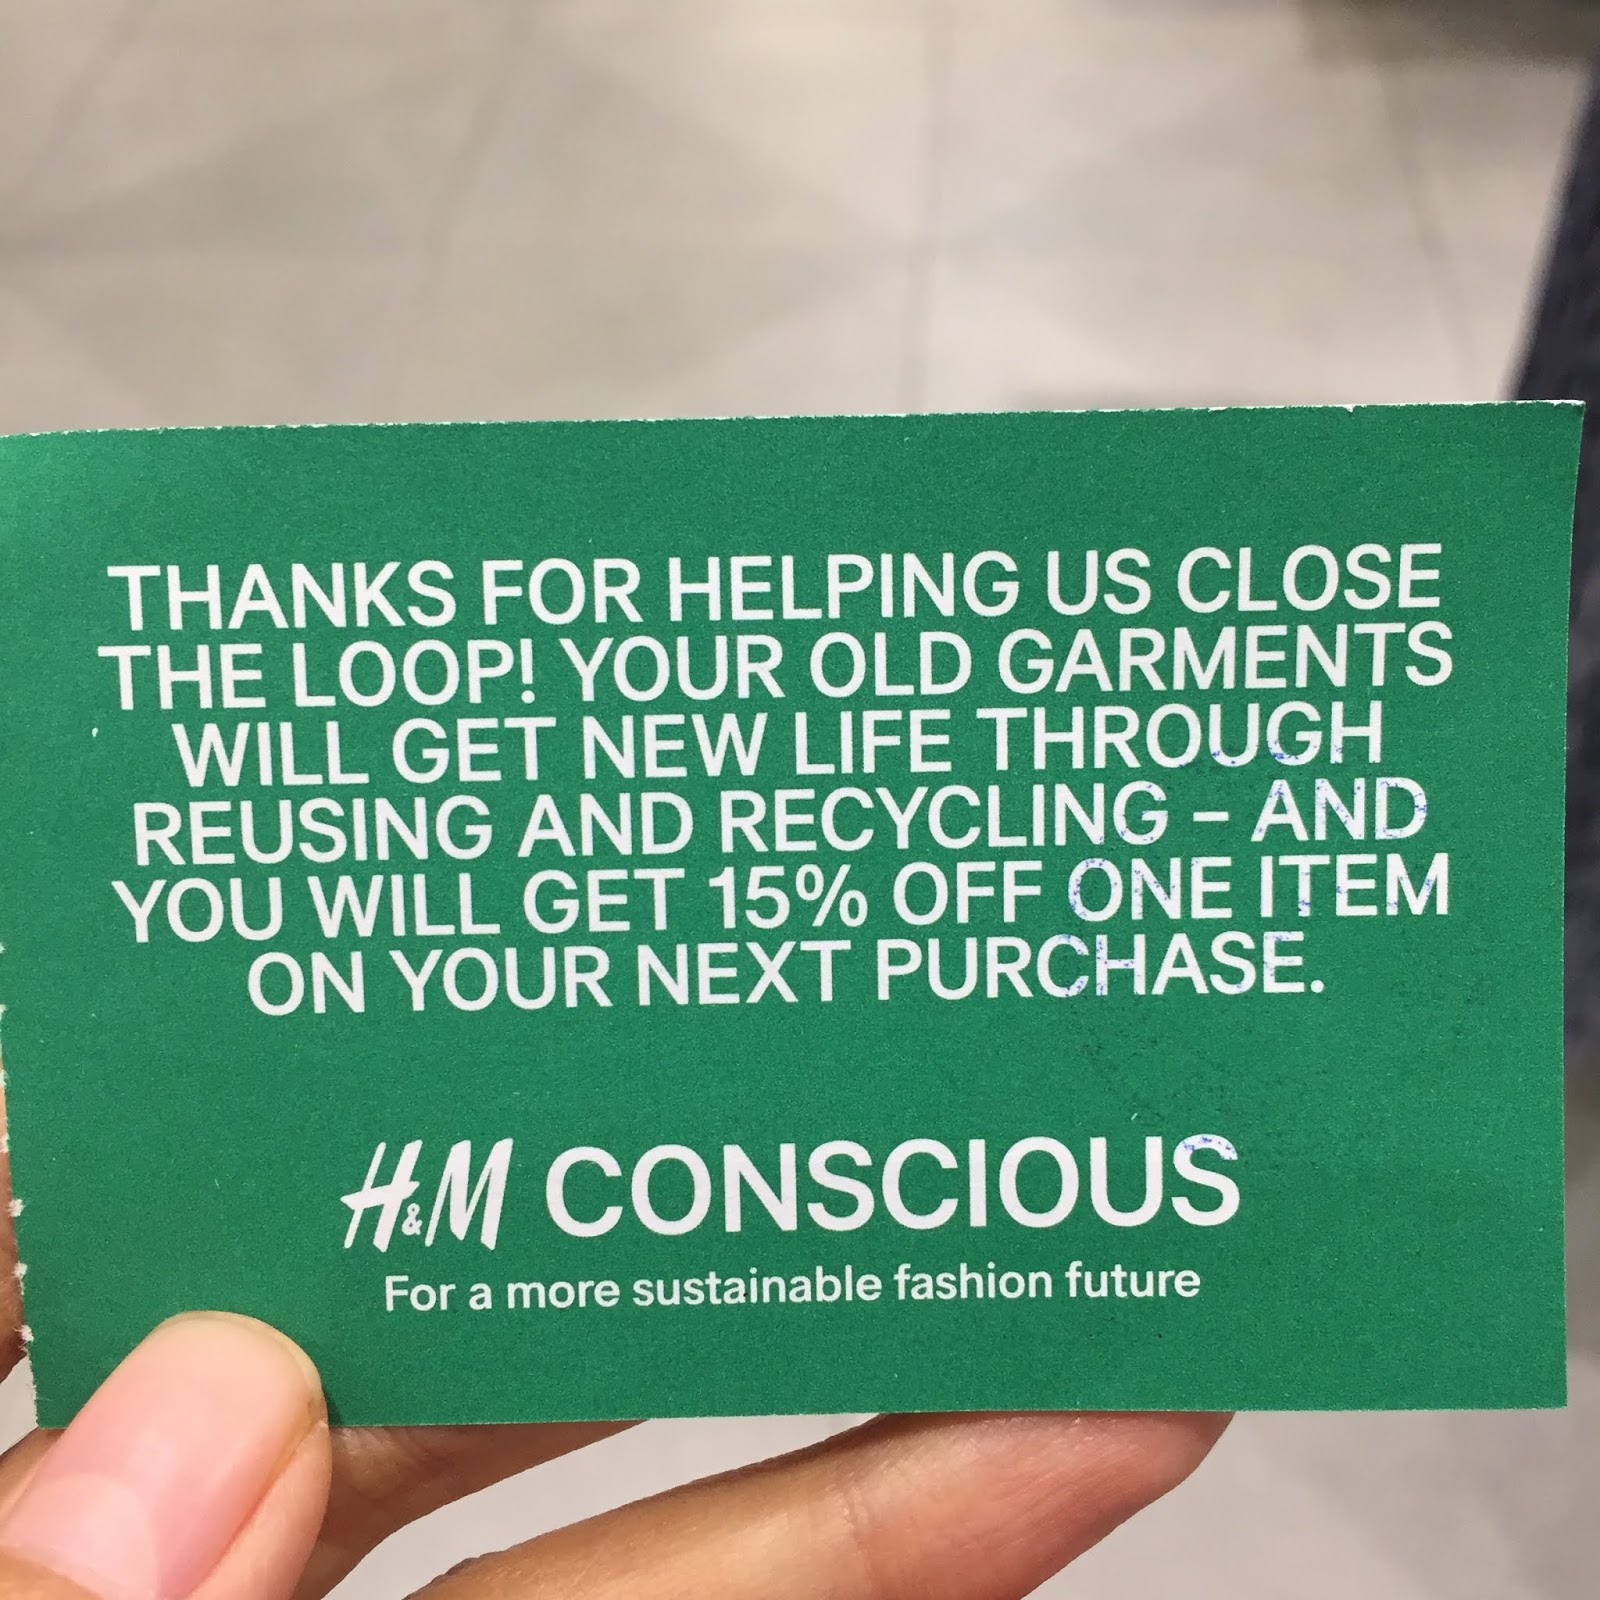 THANKS FOR HELPING US CLOSE
THE LOOP! YOUR OLD GARMENTS
WILL GET NEW LIFE THROUGH
REUSING AND RECYCLING – AND
YOU WILL GET 15% OFF ONE ITEM
ON YOUR NEXT PURCHASE.
H&M CONSCIOUS
For a more sustainable fashion future